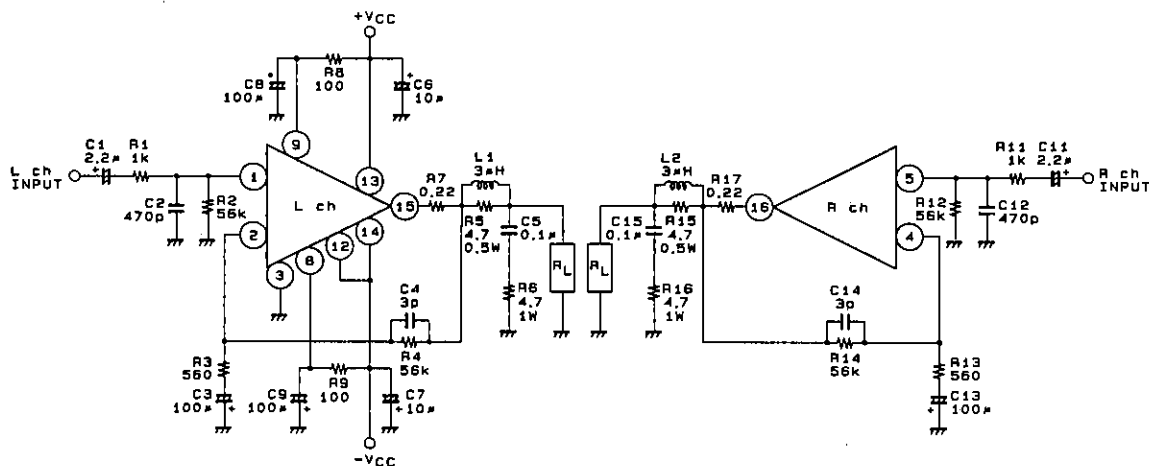 +VCC
C8
100μ
R8
100
C6
10μ
9
L ch
INPUT
C1
2.2μ
R1
1k
C2
470p
R2
56k
1
2
3
8
12
13
14
15
L ch
R7
0.22
L1
3μH
R5
4.7
0.5W
C5
0.1μ
R6
4.7
1W
RL
C4
3p
R4
56k
R3
560
C3
100μ
C9
100μ
R9
100
C7
10μ
-VCC
L2
3μH
R17
0.22
C15
0.1μ
R15
4.7
0.5W
RL
R16
4.7
1W
16
R ch
5
4
R11
1k
C11
2.2μ
R ch
INPUT
R12
56k
C12
470p
C14
3p
R14
56k
R13
560
C13
100μ